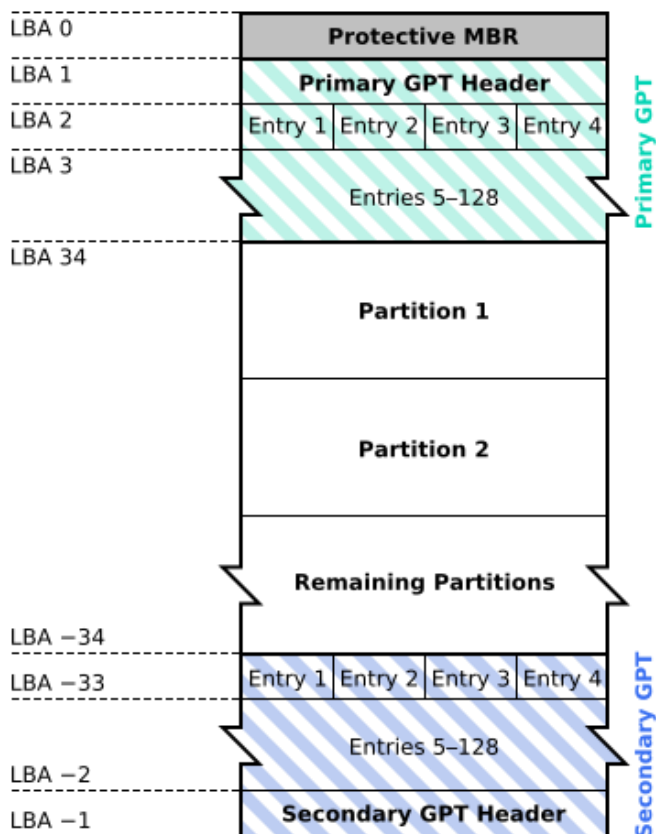 LBA 0
Protective MBR
LBA 1
Primary GPT Header
LBA 2
Entry 1 Entry 2 Entry 3 Entry 4
LBA 3
Entries 5–128
Primary GPT
LBA 34
Partition 1
Partition 2
Remaining Partitions
LBA −34
LBA −33
Entry 1 Entry 2 Entry 3 Entry 4
Entries 5–128
LBA −2
LBA −1
Secondary GPT Header
Secondary GPT